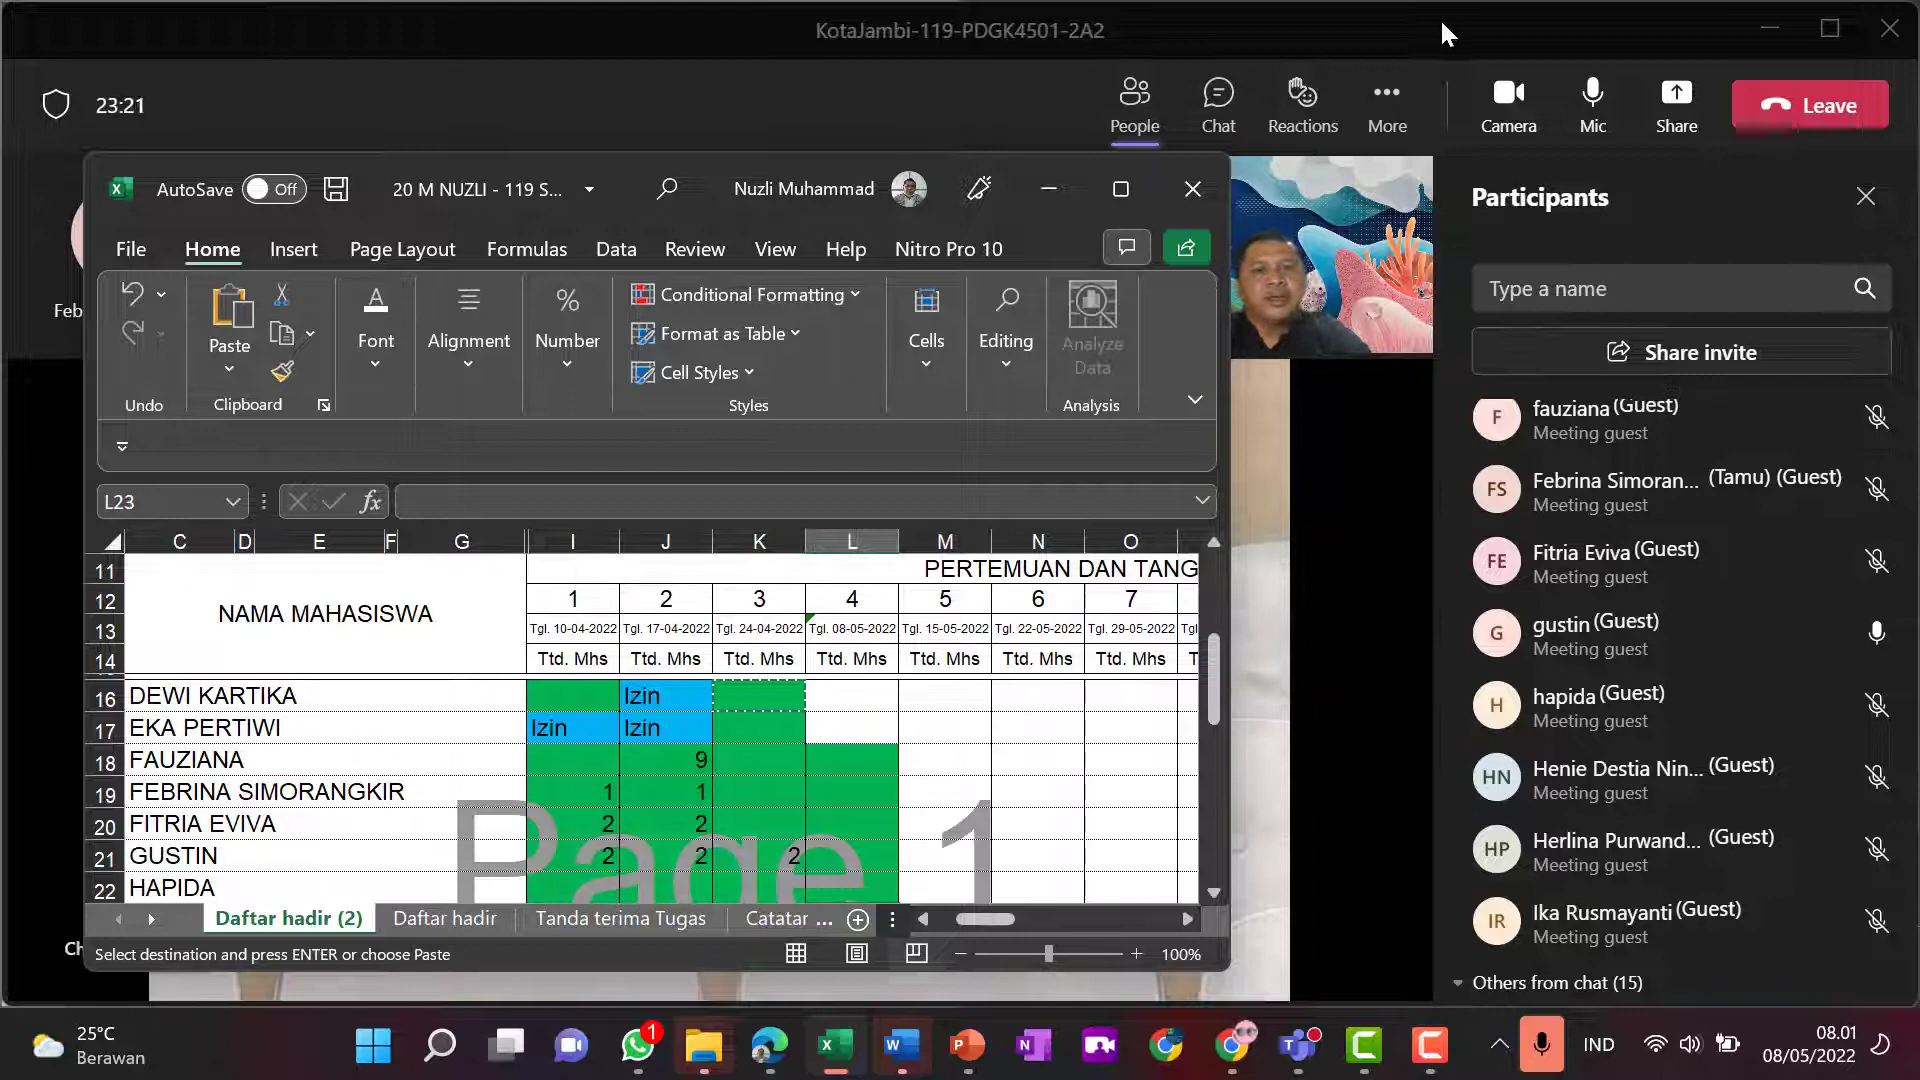 KotaJambi-119-PDGK4501-2A2
23:21
People
Chat
Reactions
More
Camera
Mic
Share
Leave
Feb
AutoSave
Off
20 M NUZLI - 119 S...
Nuzli Muhammad
File
Home
Insert
Page Layout
Formulas
Data
Review
View
Help
Nitro Pro 10
Undo
Paste
Clipboard
Font
Alignment
Number
Conditional Formatting
Format as Table
Cell Styles
Styles
Cells
Editing
Analyze
Data
Analysis
L23
fx
C D E F G I J K L M N O
11 PERTEMUAN DAN TANG
12 1 2 3 4 5 6 7
NAMA MAHASISWA
13 Tgl. 10-04-2022 Tgl. 17-04-2022 Tgl. 24-04-2022 Tgl. 08-05-2022 Tgl. 15-05-2022 Tgl. 22-05-2022 Tgl. 29-05-2022 Tgl
14 Ttd. Mhs Ttd. Mhs Ttd. Mhs Ttd. Mhs Ttd. Mhs Ttd. Mhs Ttd. Mhs T
16 DEWI KARTIKA Izin
17 EKA PERTIWI Izin Izin
18 FAUZIANA 9
19 FEBRINA SIMORANGKIR 1 1
20 FITRIA EVIVA 2 2
21 GUSTIN 2 2 2
22 HAPIDA
Page 1
Daftar hadir (2)
Daftar hadir
Tanda terima Tugas
Catatar ...
Ch
Select destination and press ENTER or choose Paste
100%
Participants
Type a name
Share invite
F
fauziana (Guest)
Meeting guest
FS
Febrina Simoran... (Tamu) (Guest)
Meeting guest
FE
Fitria Eviva (Guest)
Meeting guest
G
gustin (Guest)
Meeting guest
H
hapida (Guest)
Meeting guest
HN
Henie Destia Nin... (Guest)
Meeting guest
HP
Herlina Purwand... (Guest)
Meeting guest
IR
Ika Rusmayanti (Guest)
Meeting guest
Others from chat (15)
25°C
Berawan
1
IND
08.01
08/05/2022